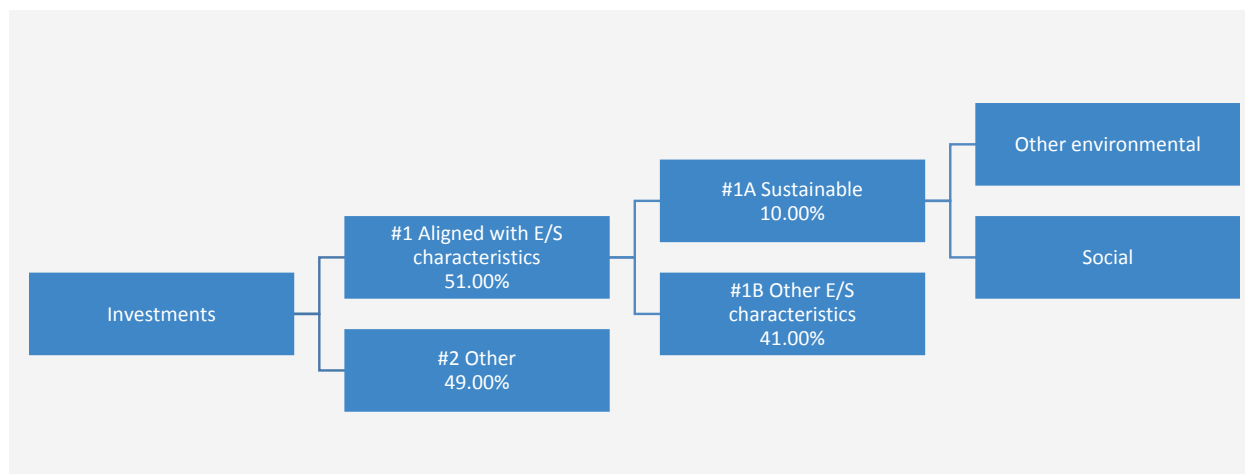 Investments
#1 Aligned with E/S
characteristics
51.00%
#2 Other
49.00%
#1A Sustainable
10.00%
#1B Other E/S
characteristics
41.00%
Other environmental
Social